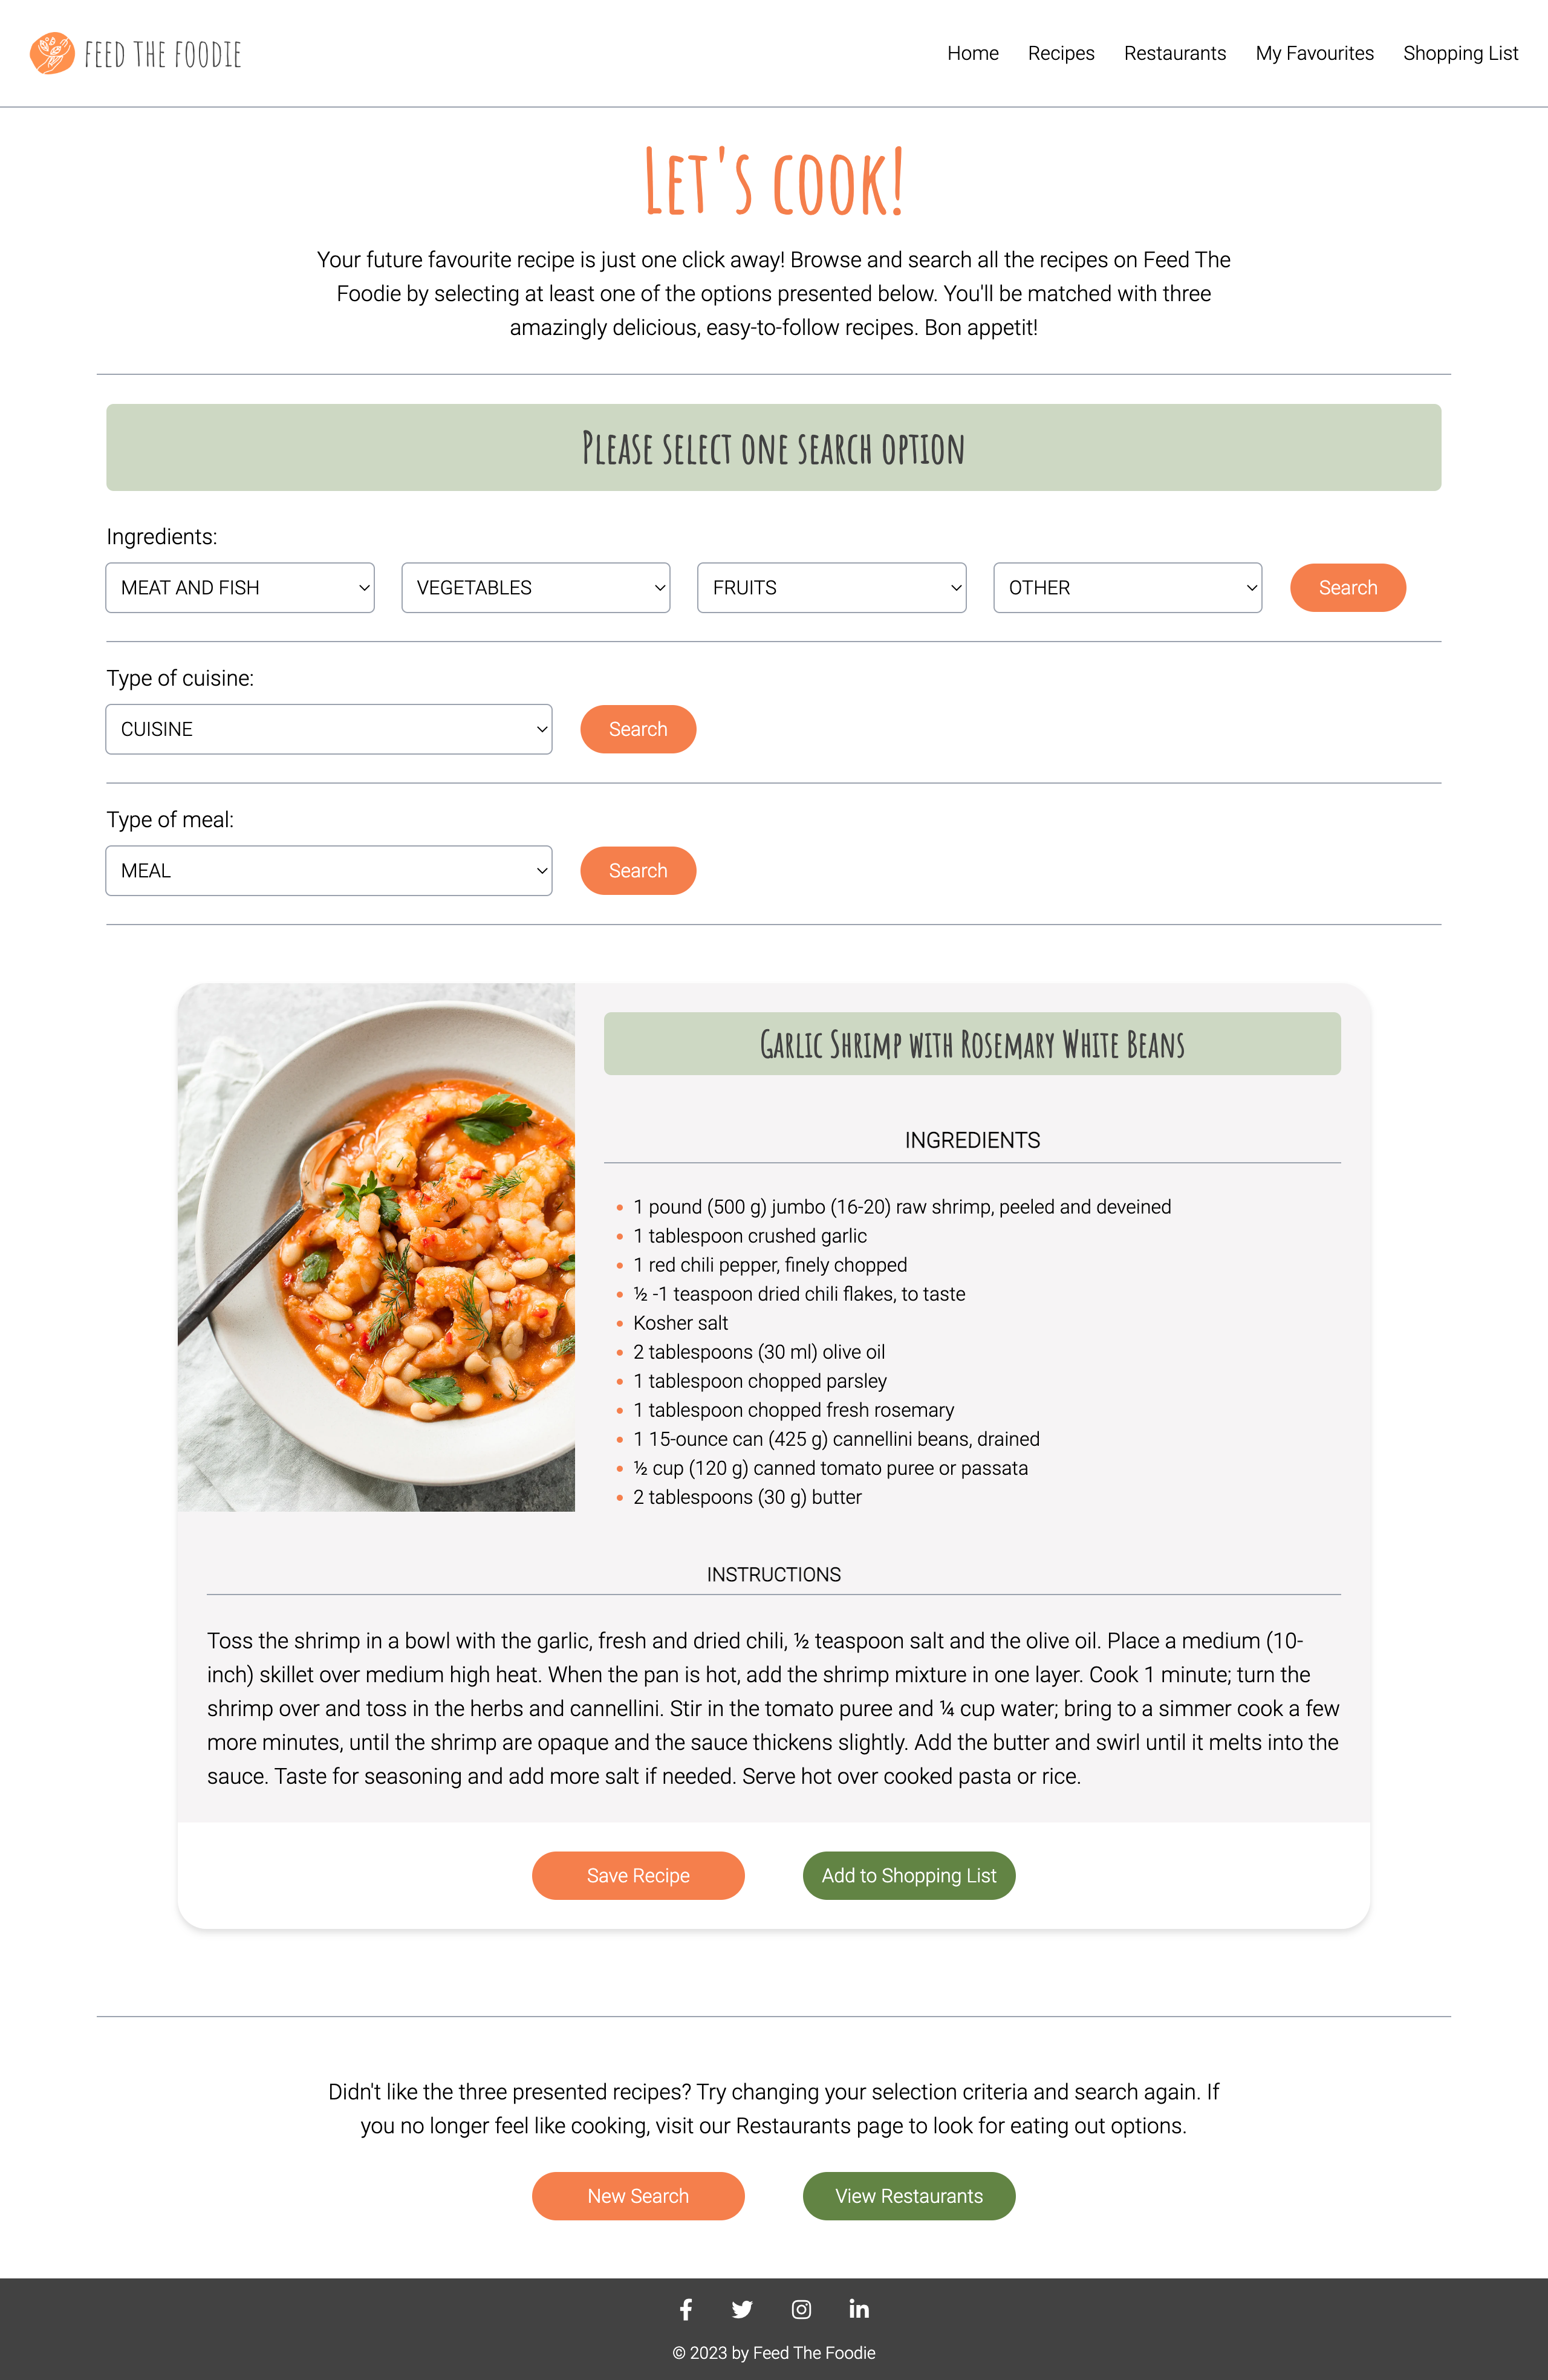 FEED THE FOODIE
Home Recipes Restaurants My Favourites Shopping List
Let's cook!
Your future favourite recipe is just one click away! Browse and search all the recipes on Feed The
Foodie by selecting at least one of the options presented below. You'll be matched with three
amazingly delicious, easy-to-follow recipes. Bon appetit!
Please select one search option
Ingredients:
MEAT AND FISH VEGETABLES FRUITS OTHER Search
Type of cuisine:
CUISINE Search
Type of meal:
MEAL Search
Garlic Shrimp with Rosemary White Beans
INGREDIENTS
• 1 pound (500 g) jumbo (16-20) raw shrimp, peeled and deveined
• 1 tablespoon crushed garlic
• 1 red chili pepper, finely chopped
• ½ -1 teaspoon dried chili flakes, to taste
• Kosher salt
• 2 tablespoons (30 ml) olive oil
• 1 tablespoon chopped parsley
• 1 tablespoon chopped fresh rosemary
• 1 15-ounce can (425 g) cannellini beans, drained
• ½ cup (120 g) canned tomato puree or passata
• 2 tablespoons (30 g) butter
INSTRUCTIONS
Toss the shrimp in a bowl with the garlic, fresh and dried chili, ½ teaspoon salt and the olive oil. Place a medium (10-
inch) skillet over medium high heat. When the pan is hot, add the shrimp mixture in one layer. Cook 1 minute; turn the
shrimp over and toss in the herbs and cannellini. Stir in the tomato puree and ¼ cup water; bring to a simmer cook a few
more minutes, until the shrimp are opaque and the sauce thickens slightly. Add the butter and swirl until it melts into the
sauce. Taste for seasoning and add more salt if needed. Serve hot over cooked pasta or rice.
Save Recipe Add to Shopping List
Didn't like the three presented recipes? Try changing your selection criteria and search again. If
you no longer feel like cooking, visit our Restaurants page to look for eating out options.
New Search View Restaurants
© 2023 by Feed The Foodie